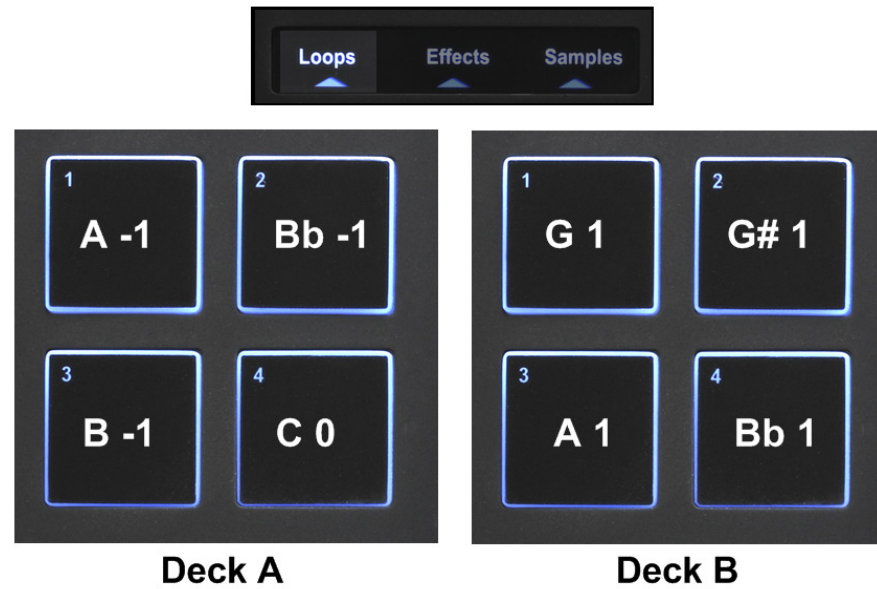 Loops Effects Samples
1 2
A -1 Bb -1
3 4
B -1 C 0
1 2
G 1 G# 1
3 4
A 1 Bb 1
Deck A Deck B